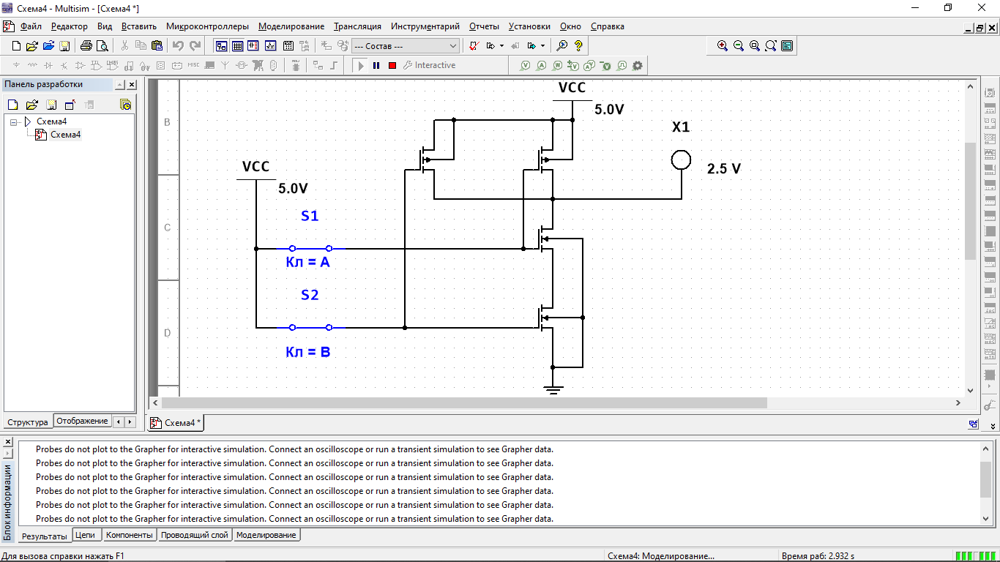 Схема4 - Multisim - [Схема4 *]
Файл Редактор Вид Вставить Микроконтроллеры Моделирование Трансляция Инструментарий Отчеты Установки Окно Справка
--- Состав ---
MISC
Interactive
Панель разработки
Схема4
Схема4
Структура Отображение
B
C
D
VCC
5.0V
X1
2.5 V
VCC
5.0V
S1
Кл = A
S2
Кл = B
Схема4 *
Probes do not plot to the Grapher for interactive simulation. Connect an oscilloscope or run a transient simulation to see Grapher data.
Probes do not plot to the Grapher for interactive simulation. Connect an oscilloscope or run a transient simulation to see Grapher data.
Probes do not plot to the Grapher for interactive simulation. Connect an oscilloscope or run a transient simulation to see Grapher data.
Probes do not plot to the Grapher for interactive simulation. Connect an oscilloscope or run a transient simulation to see Grapher data.
Probes do not plot to the Grapher for interactive simulation. Connect an oscilloscope or run a transient simulation to see Grapher data.
Probes do not plot to the Grapher for interactive simulation. Connect an oscilloscope or run a transient simulation to see Grapher data.
Блок информации
Результаты Цепи Компоненты Проводящий слой Моделирование
Для вызова справки нажать F1
Схема4: Моделирование...
Время раб: 2.932 s